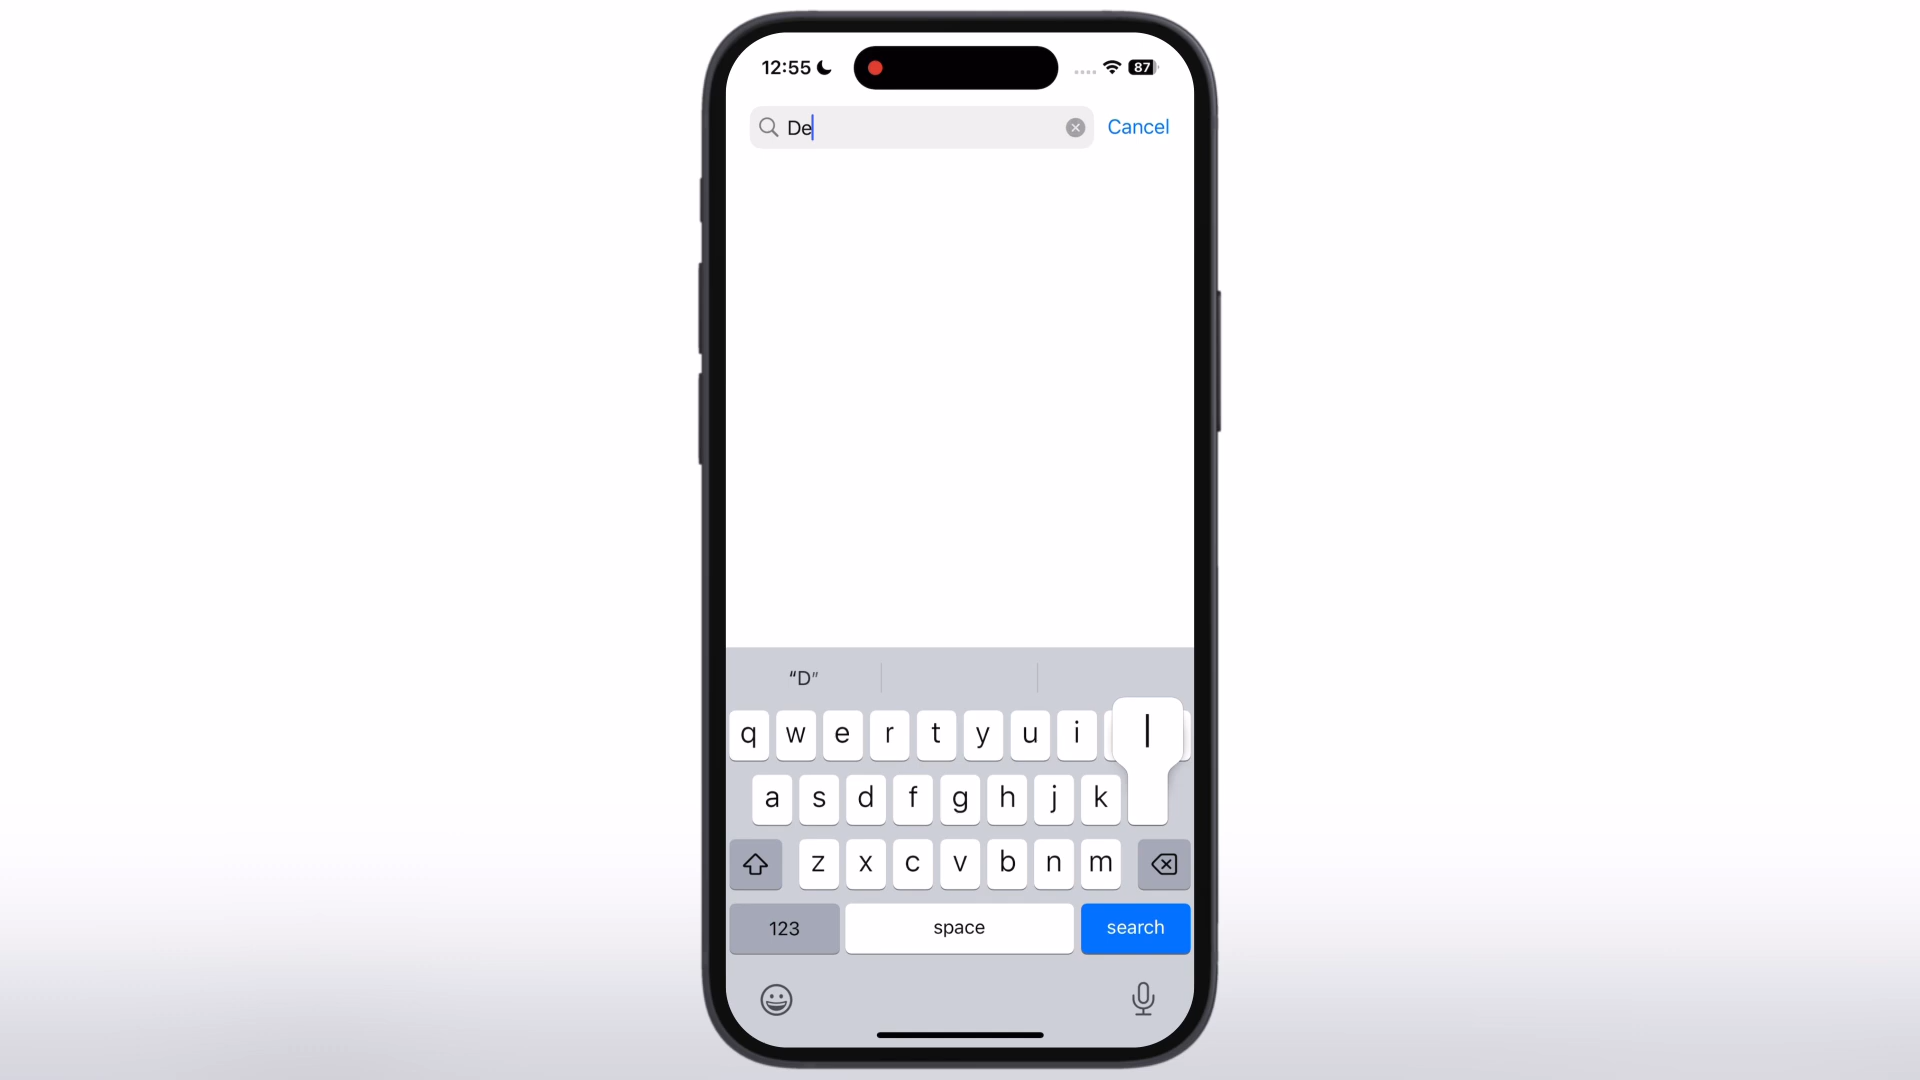 12:55
87
De
Cancel
“D”
q w e r t y u i
l
a s d f g h j k
z x c v b n m
123 space search